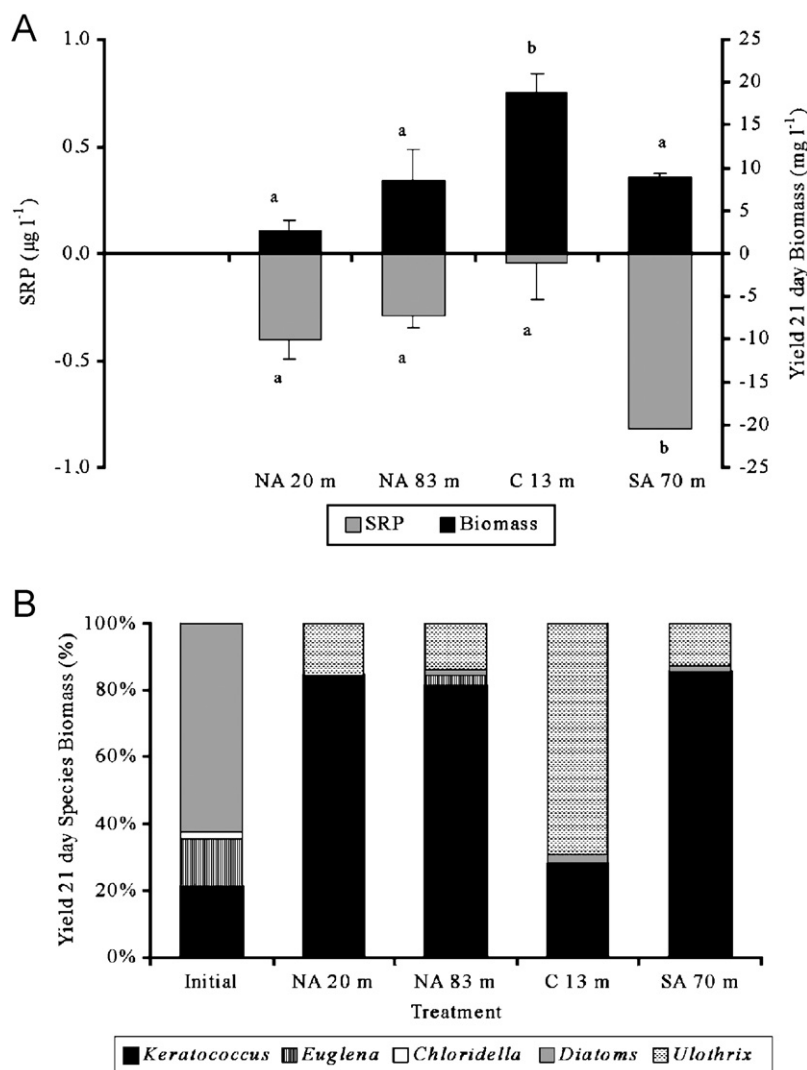 A
1.0
0.5
0.0
-0.5
-1.0
SRP (µg l⁻¹)
a
a
b
a
a
a
a
b
25
20
15
10
5
0
-5
-10
-15
-20
-25
Yield 21 day Biomass (mg l⁻¹)
NA 20 m
NA 83 m
C 13 m
SA 70 m
SRP
Biomass
B
100%
80%
60%
40%
20%
0%
Yield 21 day Species Biomass (%)
Initial
NA 20 m
NA 83 m
C 13 m
SA 70 m
Treatment
Keratococcus
Euglena
Chloridella
Diatoms
Ulothrix